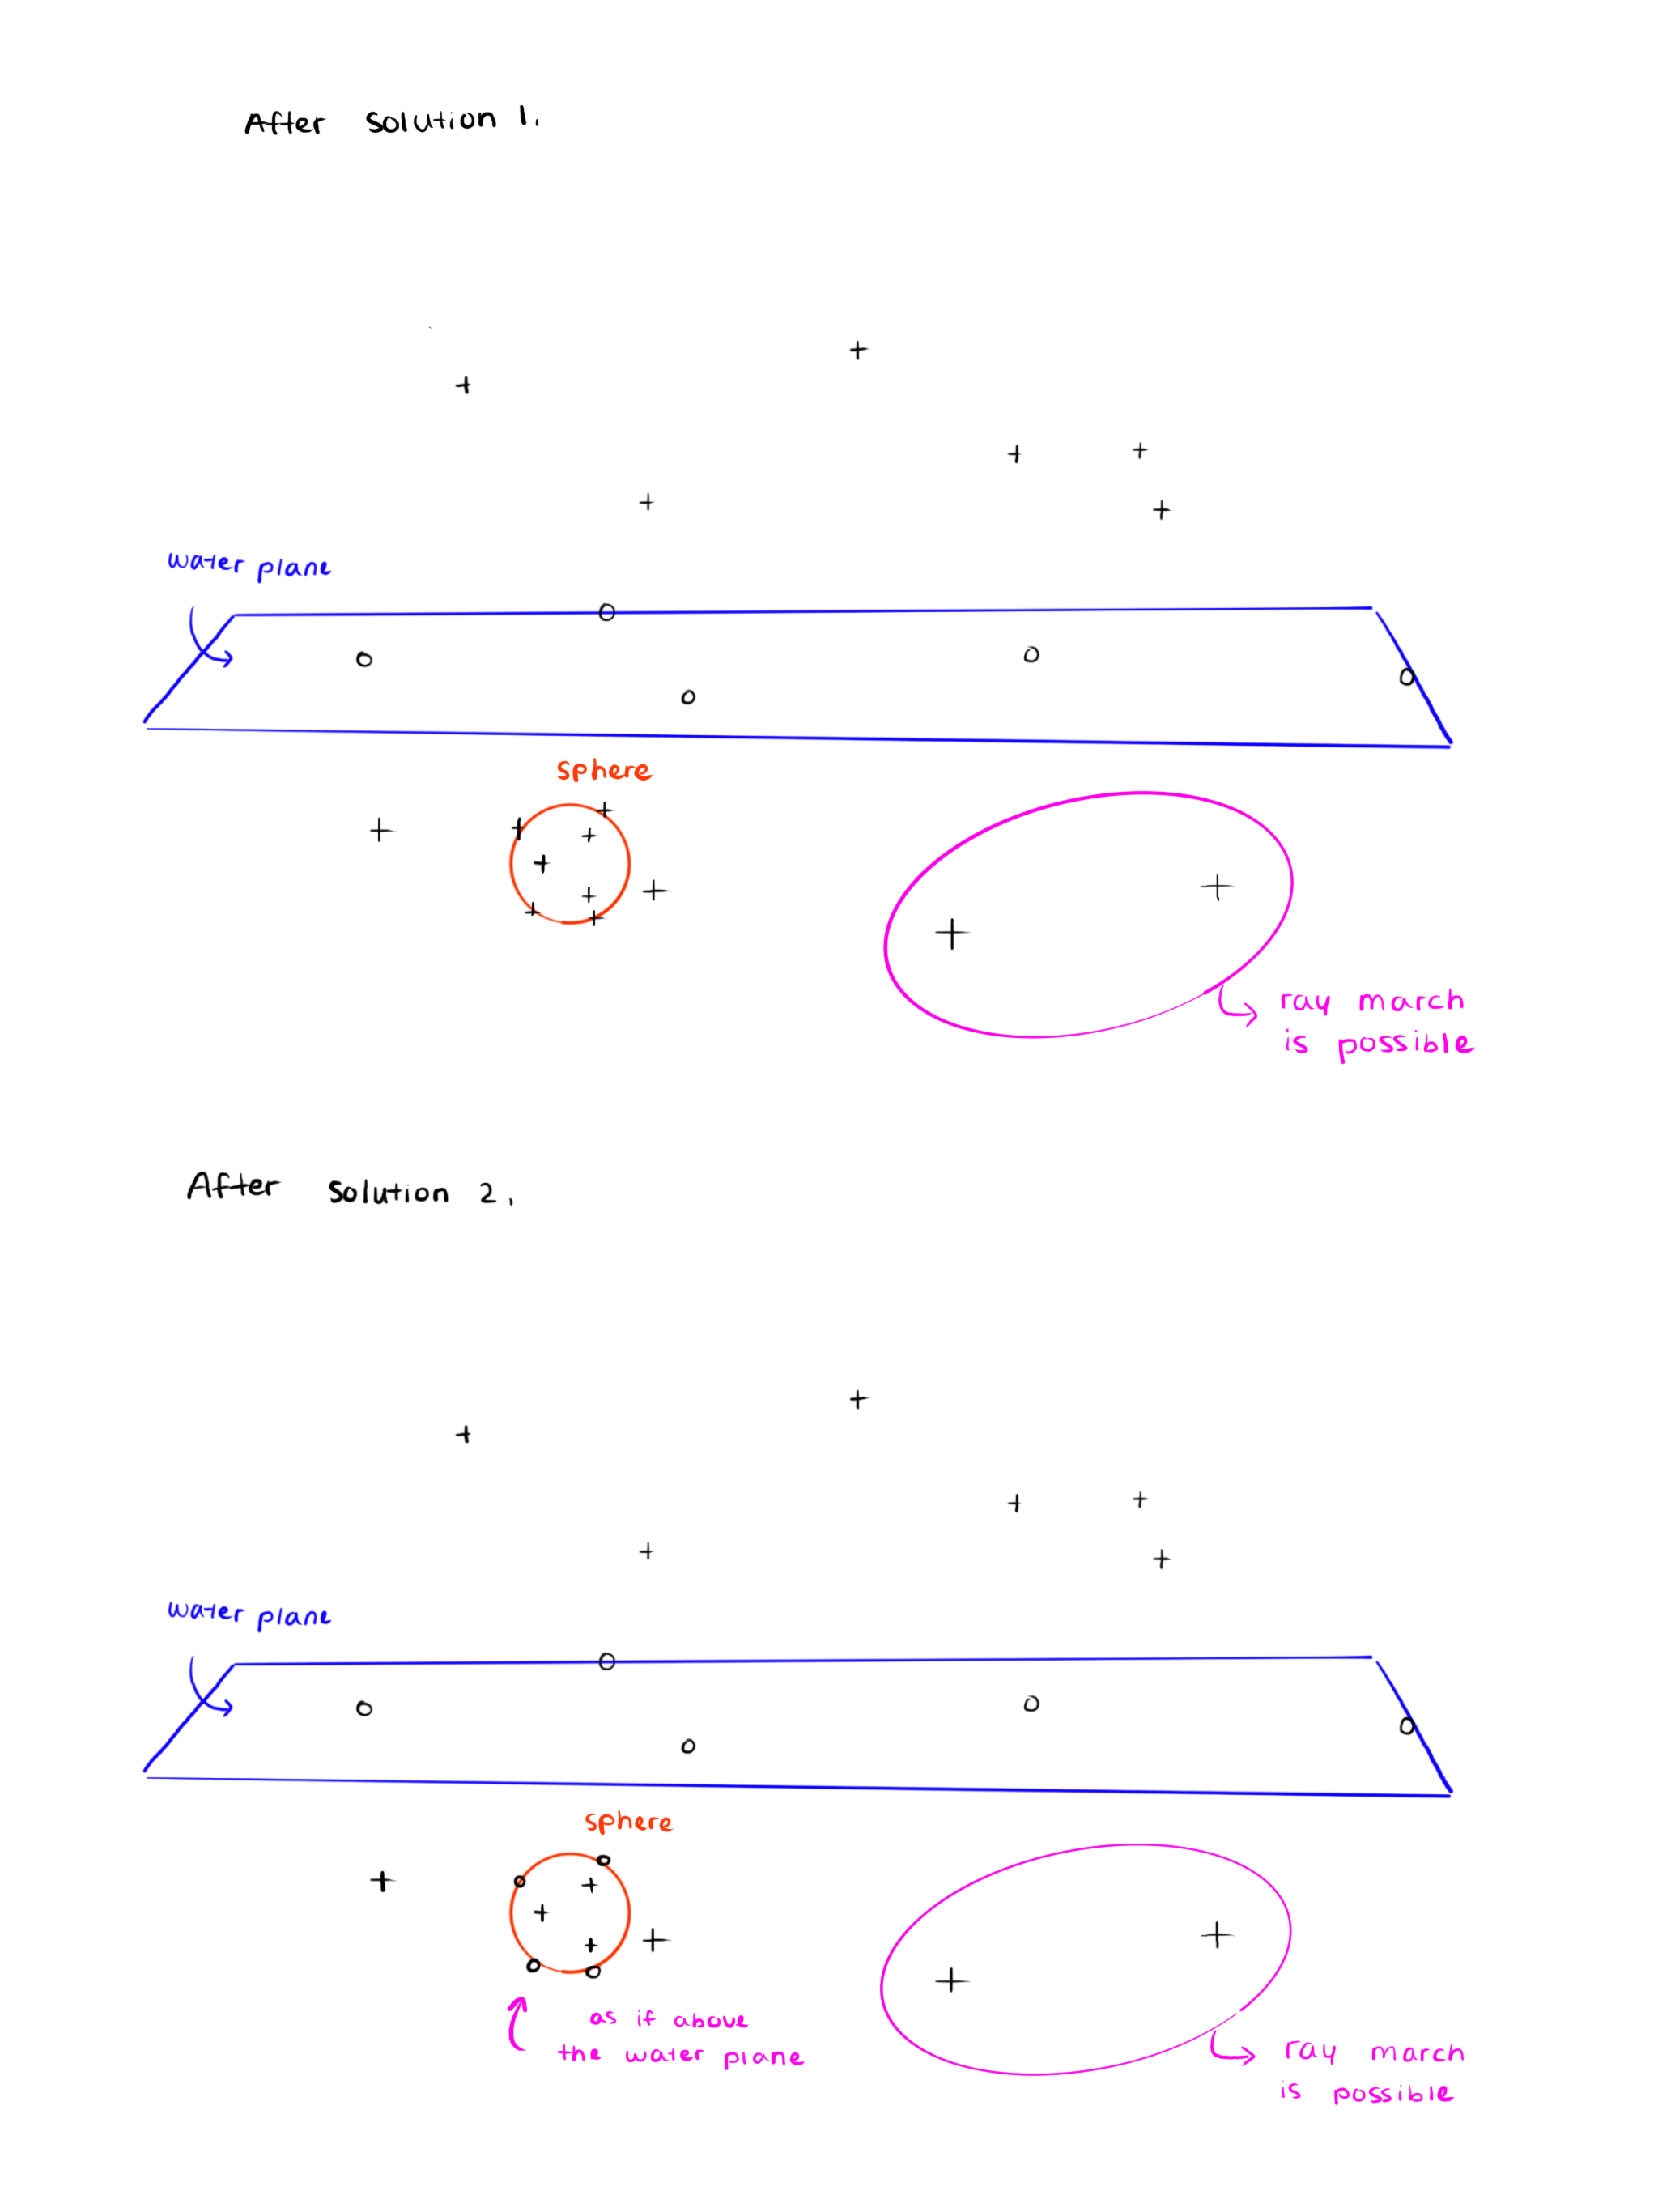 After solution 1.
water plane
sphere
ray march
is possible
After solution 2.
water plane
sphere
as if above
the water plane
ray march
is possible